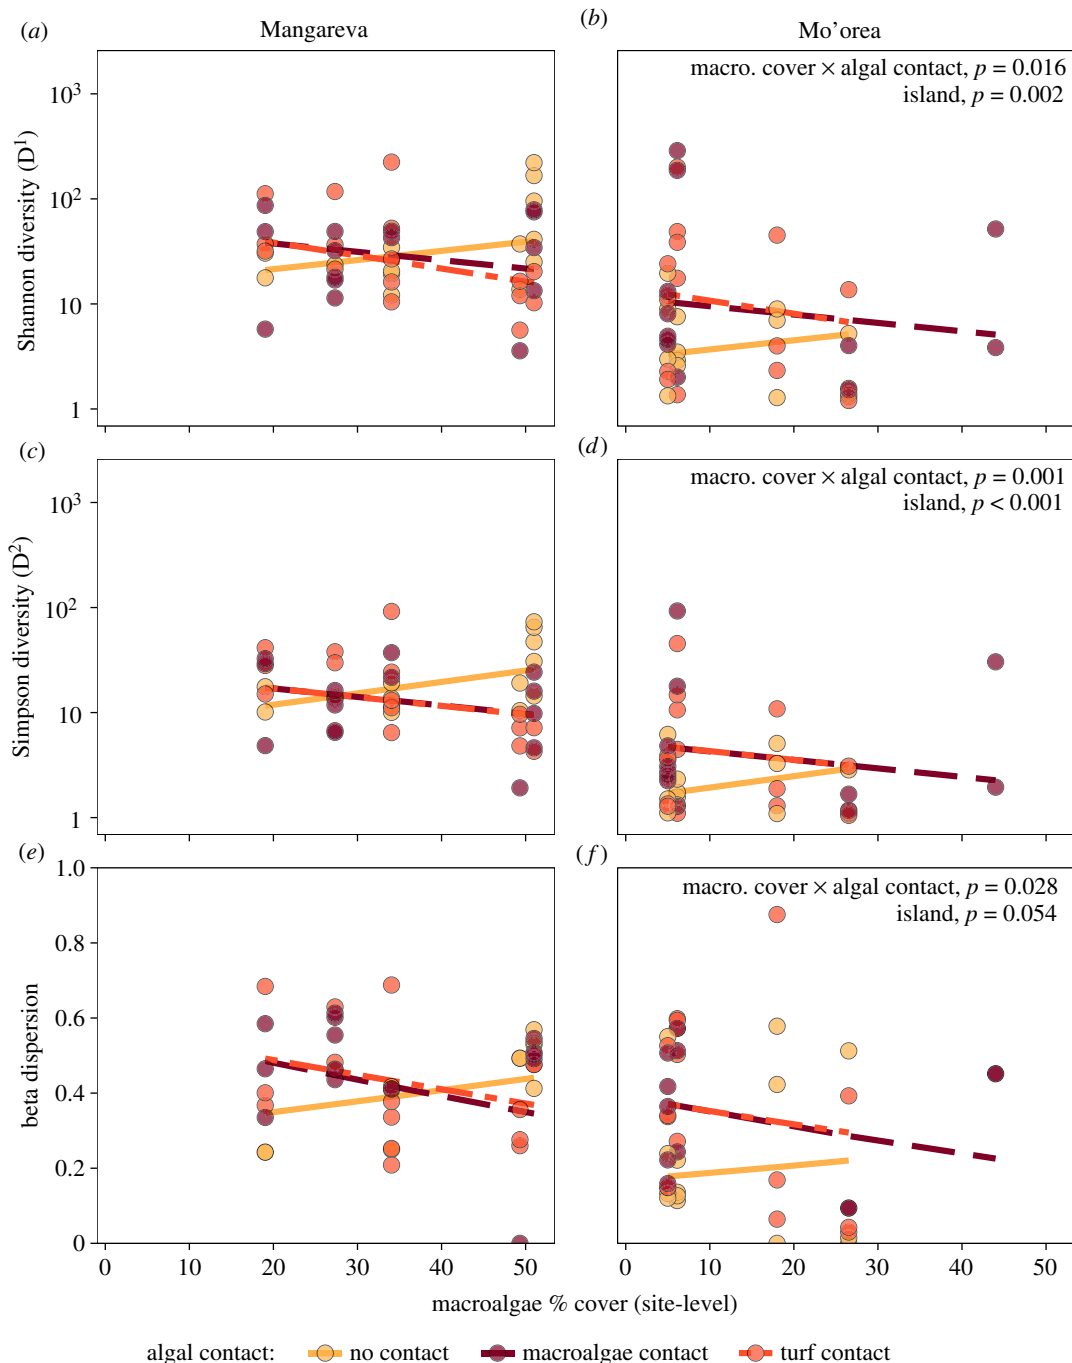 (a) Mangareva
(b) Mo’orea
macro. cover × algal contact, p = 0.016
island, p = 0.002
Shannon diversity (D¹)
10³
10²
10
1
(c)
(d)
macro. cover × algal contact, p = 0.001
island, p < 0.001
Simpson diversity (D²)
10³
10²
10
1
(e)
(f)
macro. cover × algal contact, p = 0.028
island, p = 0.054
beta dispersion
1.0
0.8
0.6
0.4
0.2
0
0 10 20 30 40 50
0 10 20 30 40 50
macroalgae % cover (site-level)
algal contact: no contact macroalgae contact turf contact